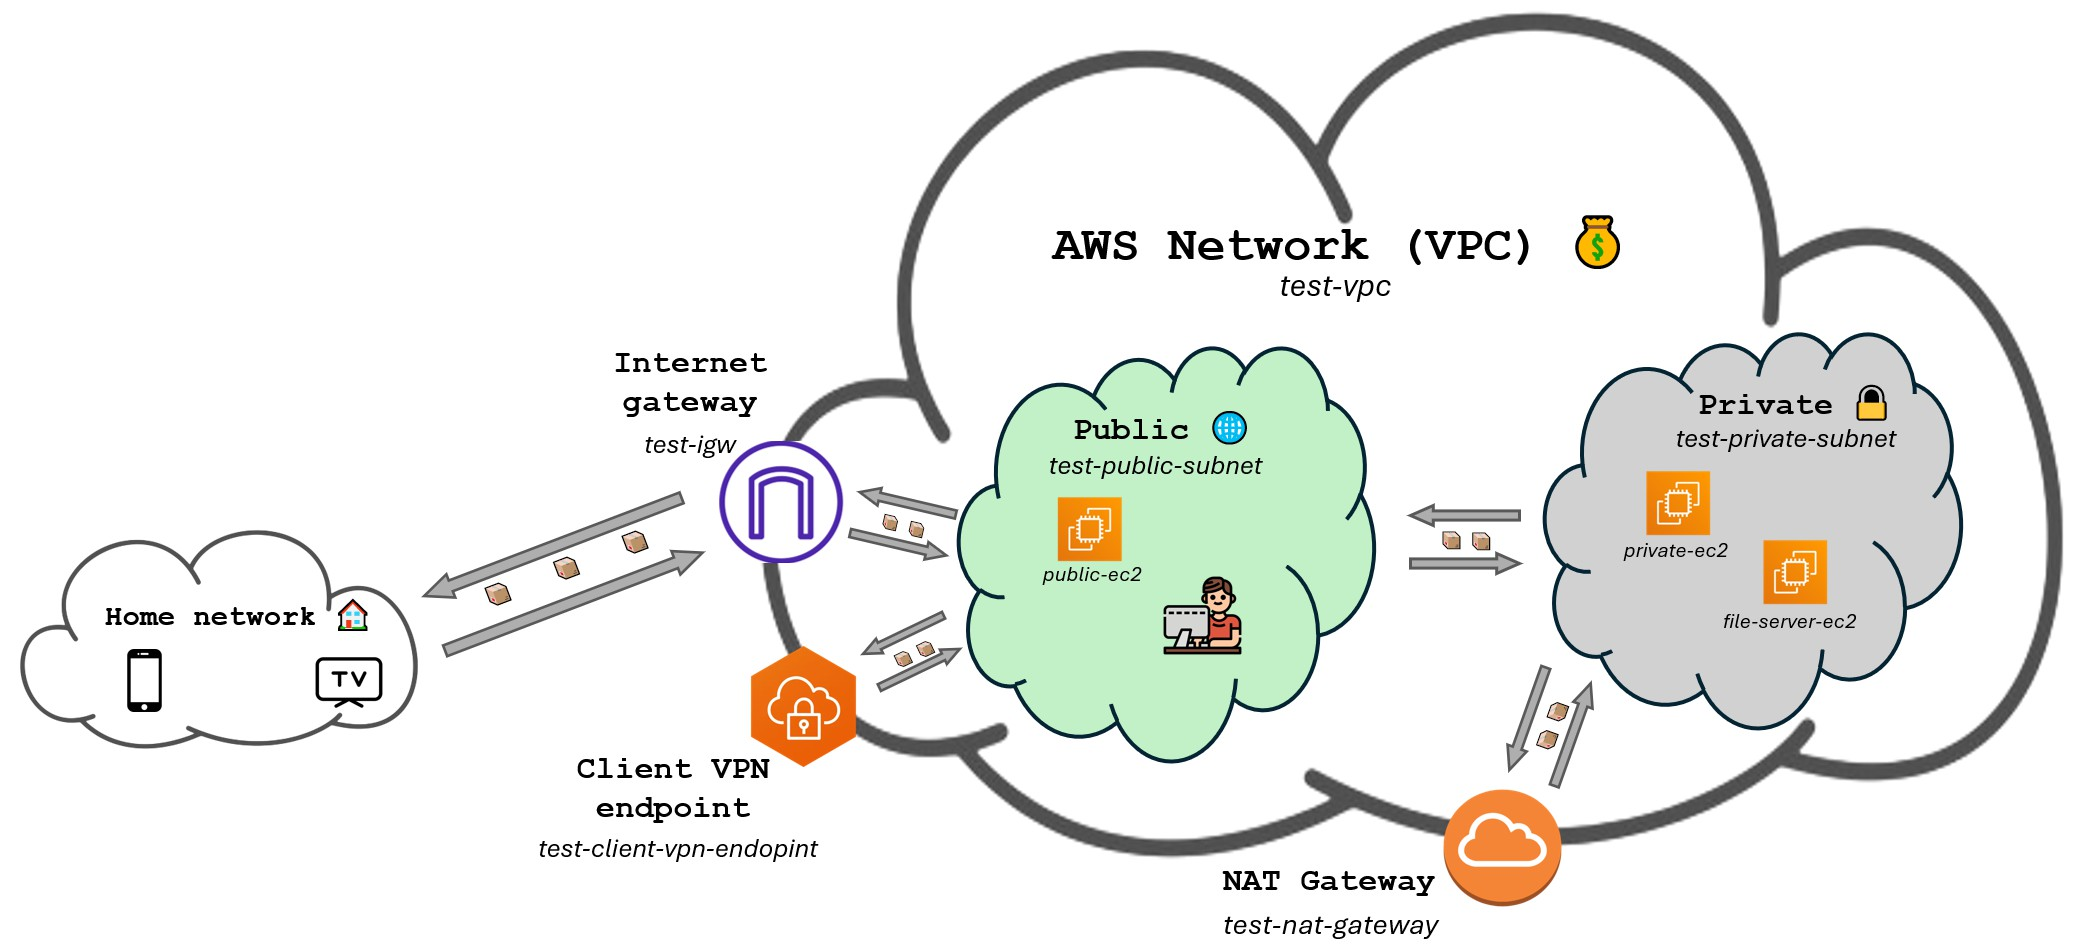 AWS Network (VPC)
test-vpc
Internet
gateway
test-igw
Public
test-public-subnet
public-ec2
Private
test-private-subnet
private-ec2
file-server-ec2
Home network
TV
Client VPN
endpoint
test-client-vpn-endopint
NAT Gateway
test-nat-gateway